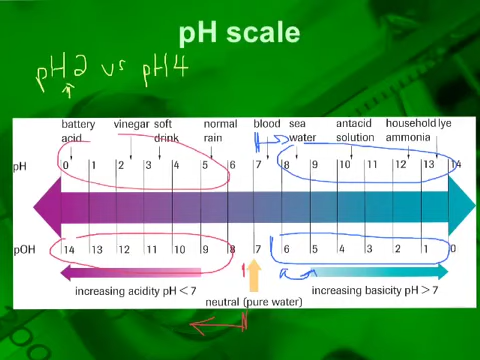 pH scale
pH2 vs pH4
battery acid
vinegar
soft drink
normal rain
blood
sea water
antacid solution
household ammonia
lye
pH 0 1 2 3 4 5 6 7 8 9 10 11 12 13 14
pOH 14 13 12 11 10 9 8 7 6 5 4 3 2 1 0
increasing acidity pH < 7
increasing basicity pH > 7
neutral (pure water)